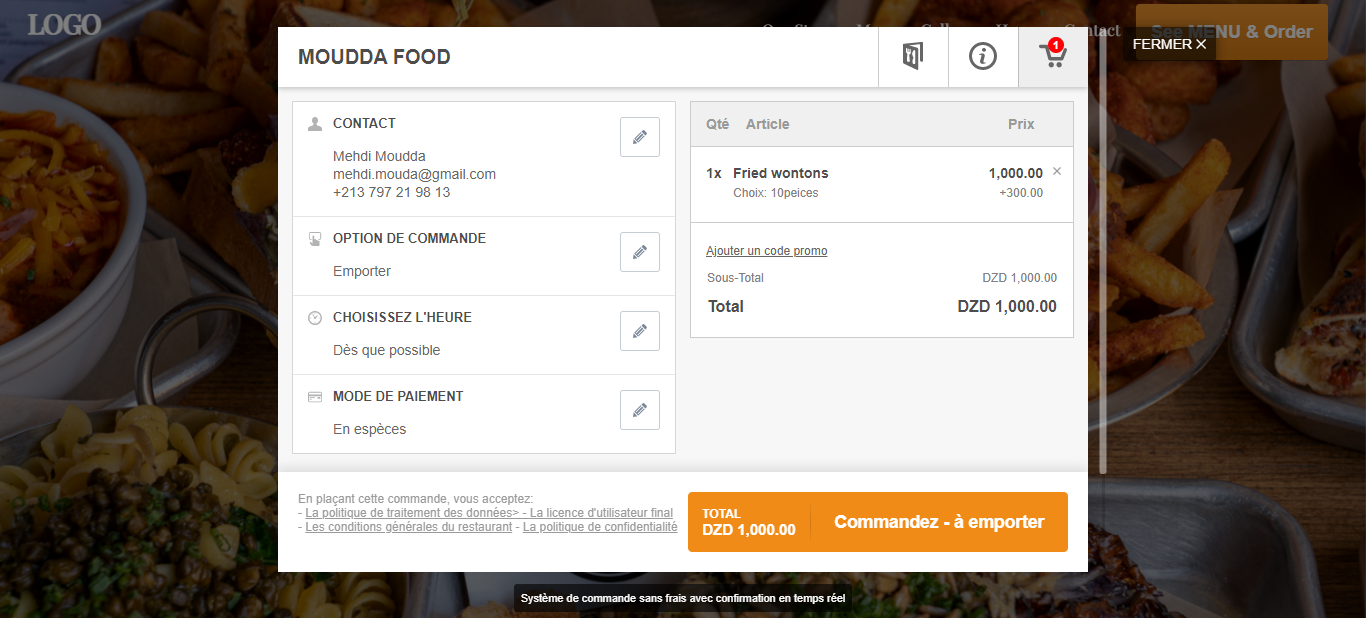 LOGO
See MENU & Order
FERMER ×
MOUDDA FOOD
1
CONTACT
Mehdi Moudda
mehdi.mouda@gmail.com
+213 797 21 98 13
OPTION DE COMMANDE
Emporter
CHOISISSEZ L'HEURE
Dès que possible
MODE DE PAIEMENT
En espèces
Qté Article Prix
1x Fried wontons 1,000.00 ×
Choix: 10peices +300.00
Ajouter un code promo
Sous-Total DZD 1,000.00
Total DZD 1,000.00
En plaçant cette commande, vous acceptez:
- La politique de traitement des données> - La licence d'utilisateur final
- Les conditions générales du restaurant - La politique de confidentialité
TOTAL
DZD 1,000.00
Commandez - à emporter
Système de commande sans frais avec confirmation en temps réel